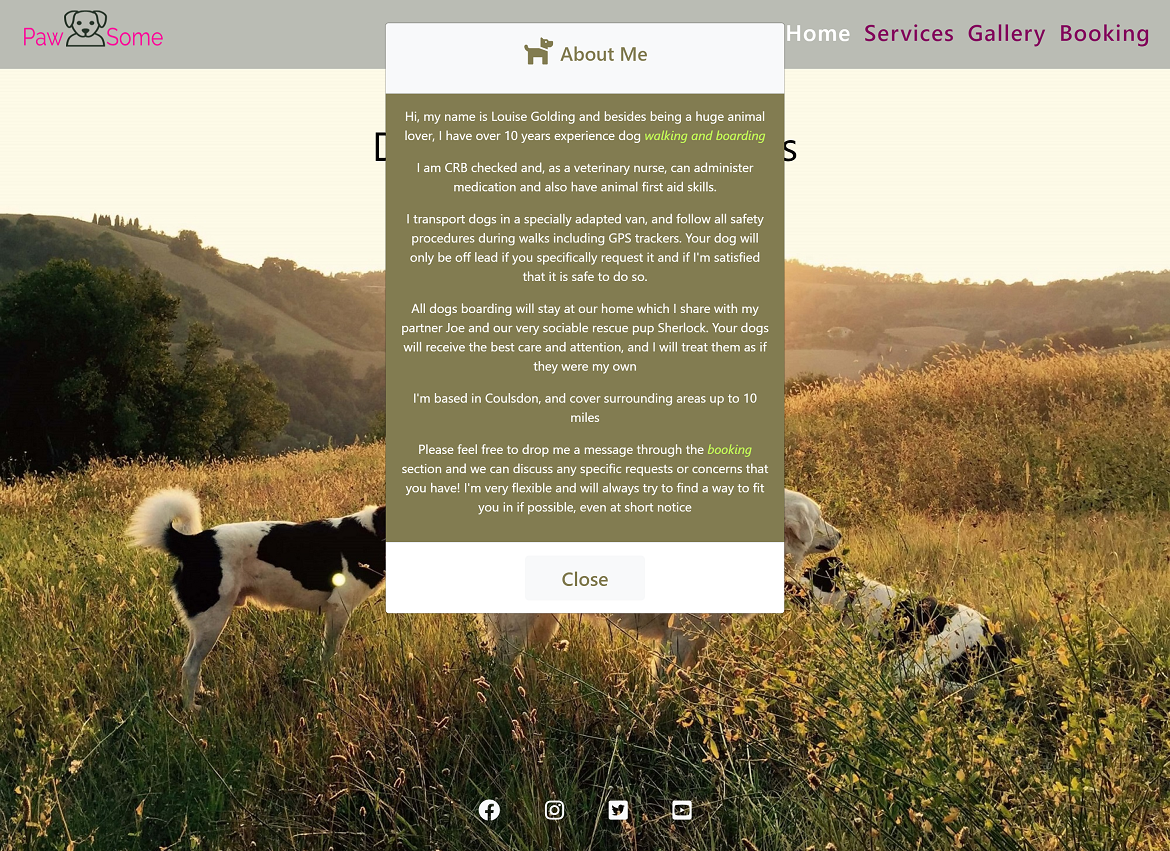 Paw Some
Home Services Gallery Booking
About Me
Hi, my name is Louise Golding and besides being a huge animal
lover, I have over 10 years experience dog walking and boarding
I am CRB checked and, as a veterinary nurse, can administer
medication and also have animal first aid skills.
I transport dogs in a specially adapted van, and follow all safety
procedures during walks including GPS trackers. Your dog will
only be off lead if you specifically request it and if I'm satisfied
that it is safe to do so.
All dogs boarding will stay at our home which I share with my
partner Joe and our very sociable rescue pup Sherlock. Your dogs
will receive the best care and attention, and I will treat them as if
they were my own
I'm based in Coulsdon, and cover surrounding areas up to 10
miles
Please feel free to drop me a message through the booking
section and we can discuss any specific requests or concerns that
you have! I'm very flexible and will always try to find a way to fit
you in if possible, even at short notice
Close